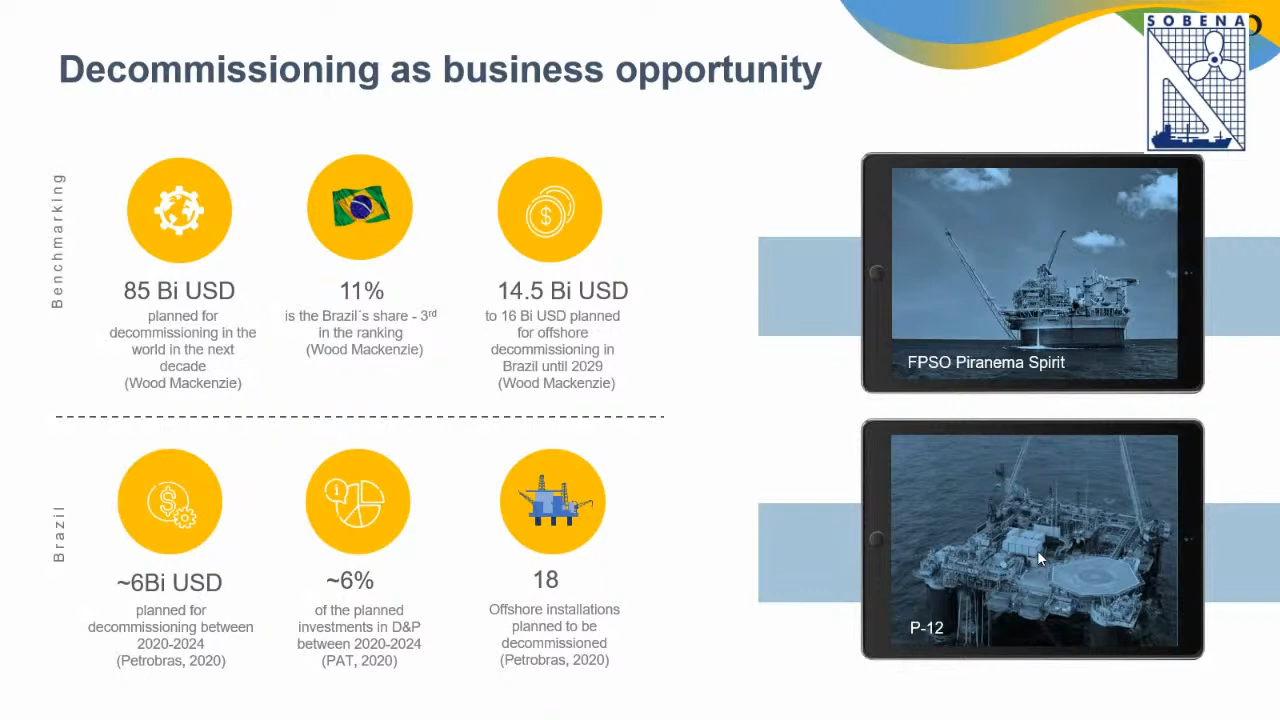 SOBENA
Decommissioning as business opportunity
Benchmarking
85 Bi USD
planned for
decommissioning in the
world in the next
decade
(Wood Mackenzie)
11%
is the Brazil´s share - 3rd
in the ranking
(Wood Mackenzie)
14.5 Bi USD
to 16 Bi USD planned
for offshore
decommissioning in
Brazil until 2029
(Wood Mackenzie)
FPSO Piranema Spirit
Brazil
~6Bi USD
planned for
decommissioning between
2020-2024
(Petrobras, 2020)
~6%
of the planned
investments in D&P
between 2020-2024
(PAT, 2020)
18
Offshore installations
planned to be
decommissioned
(Petrobras, 2020)
P-12